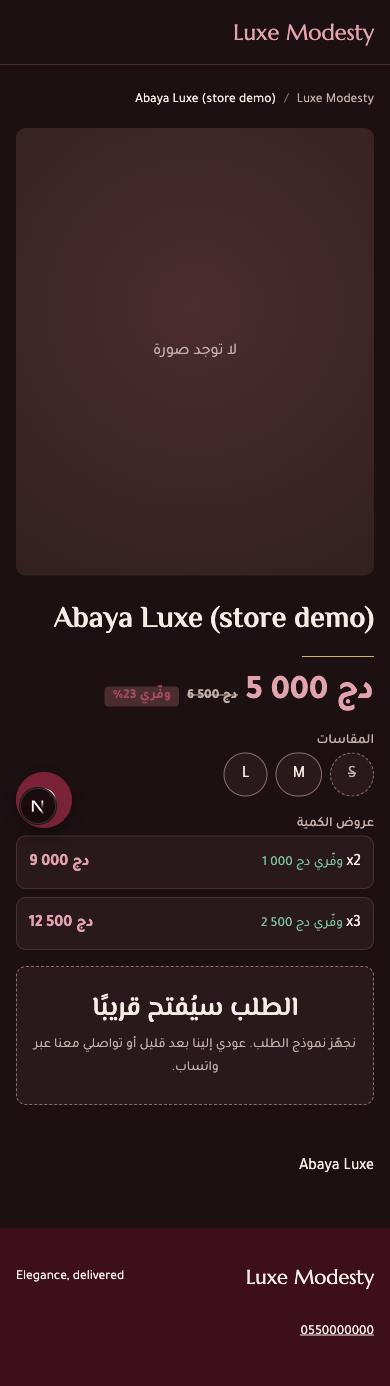 Luxe Modesty
Luxe Modesty / Abaya Luxe (store demo)
لا توجد صورة
Abaya Luxe (store demo)
دج 5 000 دج 6 500 وفّري 23%
المقاسات
S M L
عروض الكمية
x2 وفّري دج 1 000 دج 9 000
x3 وفّري دج 2 500 دج 12 500
N
الطلب سيُفتح قريبًا
نجهّز نموذج الطلب. عودي إلينا بعد قليل أو تواصلي معنا عبر
واتساب.
Abaya Luxe
Luxe Modesty
Elegance, delivered
0550000000